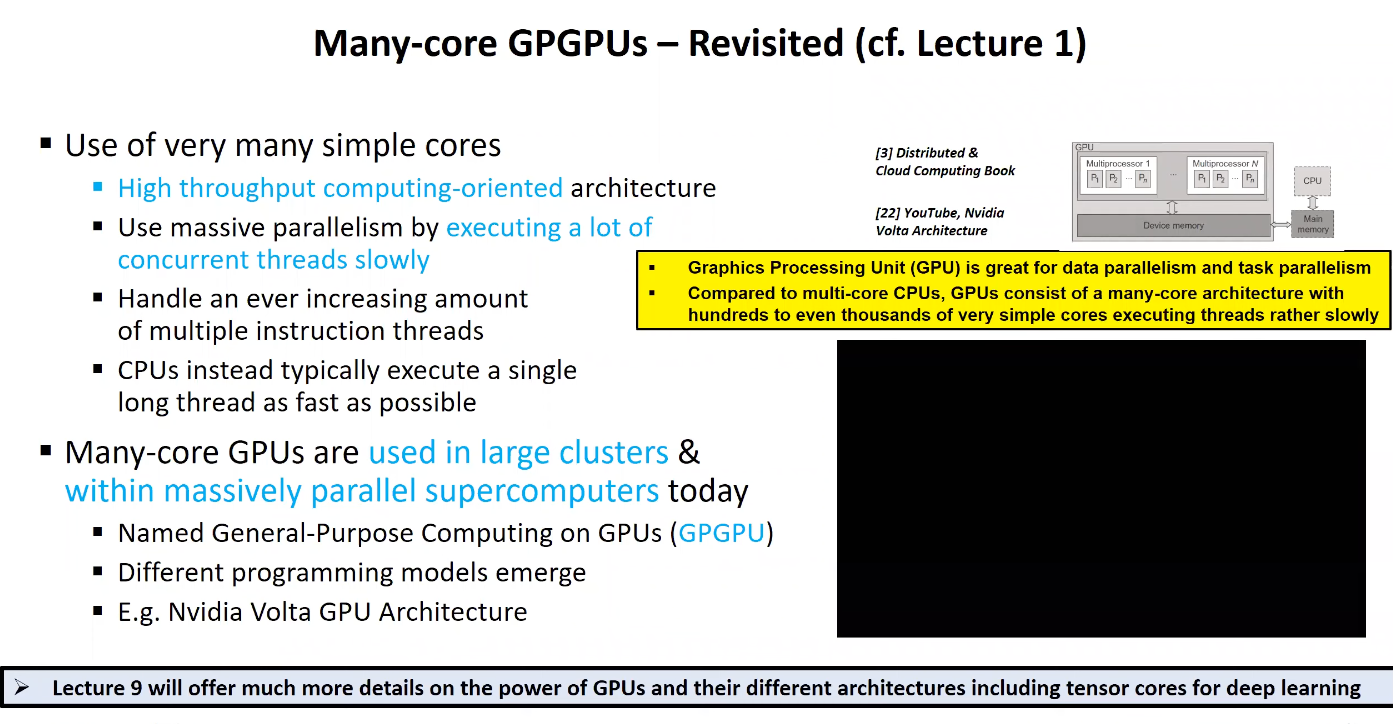 Many-core GPGPUs – Revisited (cf. Lecture 1)
▪ Use of very many simple cores
▪ High throughput computing-oriented architecture
▪ Use massive parallelism by executing a lot of
concurrent threads slowly
▪ Handle an ever increasing amount
of multiple instruction threads
▪ CPUs instead typically execute a single
long thread as fast as possible
▪ Many-core GPUs are used in large clusters &
within massively parallel supercomputers today
▪ Named General-Purpose Computing on GPUs (GPGPU)
▪ Different programming models emerge
▪ E.g. Nvidia Volta GPU Architecture
[3] Distributed &
Cloud Computing Book
[22] YouTube, Nvidia
Volta Architecture
GPU
Multiprocessor 1
P1 P2 ... Pn
...
Multiprocessor N
P1 P2 ... Pn
Device memory
CPU
Main
memory
▪ Graphics Processing Unit (GPU) is great for data parallelism and task parallelism
▪ Compared to multi-core CPUs, GPUs consist of a many-core architecture with
hundreds to even thousands of very simple cores executing threads rather slowly
➢ Lecture 9 will offer much more details on the power of GPUs and their different architectures including tensor cores for deep learning